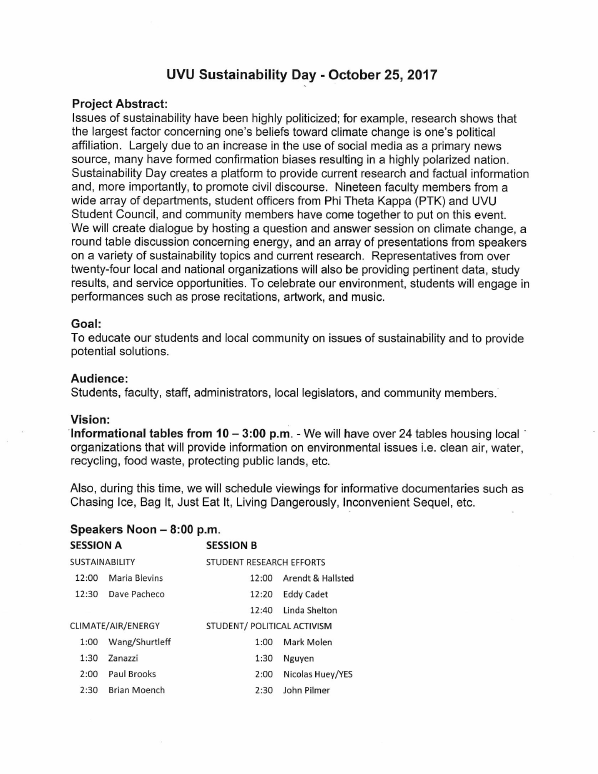 UVU Sustainability Day - October 25, 2017
Project Abstract:
Issues of sustainability have been highly politicized; for example, research shows that
the largest factor concerning one's beliefs toward climate change is one's political
affiliation.  Largely due to an increase in the use of social media as a primary news
source, many have formed confirmation biases resulting in a highly polarized nation.
Sustainability Day creates a platform to provide current research and factual information
and, more importantly, to promote civil discourse.  Nineteen faculty members from a
wide array of departments, student officers from Phi Theta Kappa (PTK) and UVU
Student Council, and community members have come together to put on this event.
We will create dialogue by hosting a question and answer session on climate change, a
round table discussion concerning energy, and an array of presentations from speakers
on a variety of sustainability topics and current research.  Representatives from over
twenty-four local and national organizations will also be providing pertinent data, study
results, and service opportunities. To celebrate our environment, students will engage in
performances such as prose recitations, artwork, and music.
Goal:
To educate our students and local community on issues of sustainability and to provide
potential solutions.
Audience:
Students, faculty, staff, administrators, local legislators, and community members.
Vision:
Informational tables from 10 – 3:00 p.m. - We will have over 24 tables housing local
organizations that will provide information on environmental issues i.e. clean air, water,
recycling, food waste, protecting public lands, etc.
Also, during this time, we will schedule viewings for informative documentaries such as
Chasing Ice, Bag It, Just Eat It, Living Dangerously, Inconvenient Sequel, etc.
Speakers Noon – 8:00 p.m.
SESSION A SESSION B
SUSTAINABILITY STUDENT RESEARCH EFFORTS
12:00 Maria Blevins 12:00 Arendt & Hallsted
12:30 Dave Pacheco 12:20 Eddy Cadet
12:40 Linda Shelton
CLIMATE/AIR/ENERGY STUDENT/ POLITICAL ACTIVISM
1:00 Wang/Shurtleff 1:00 Mark Molen
1:30 Zanazzi 1:30 Nguyen
2:00 Paul Brooks 2:00 Nicolas Huey/YES
2:30 Brian Moench 2:30 John Pilmer